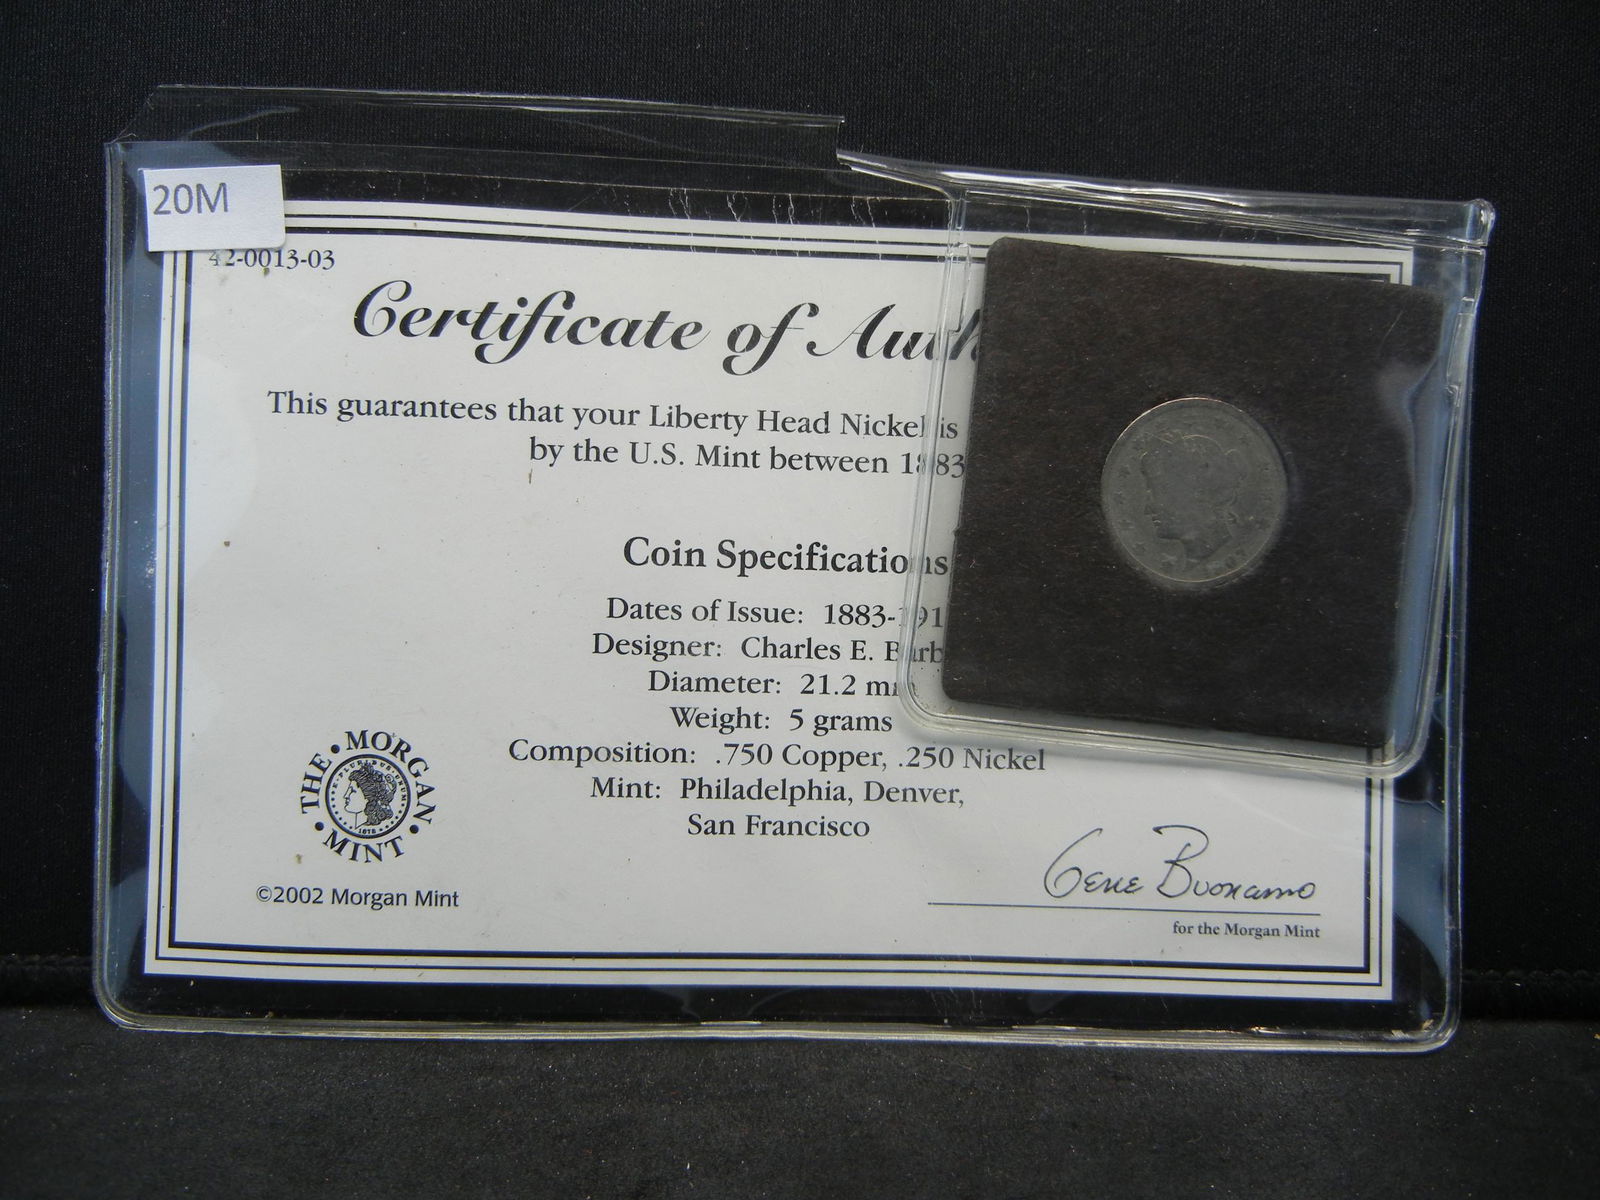 20M
42-0013-03
Certificate of Auth
This guarantees that your Liberty Head Nickel is
by the U.S. Mint between 1883
Coin Specifications
Dates of Issue: 1883-191
Designer: Charles E. Barb
Diameter: 21.2 mm
Weight: 5 grams
Composition: .750 Copper, .250 Nickel
Mint: Philadelphia, Denver,
San Francisco
THE • MORGAN • MINT •
E·PLURIBUS·UNUM
1878
©2002 Morgan Mint
Gene Buonamo
for the Morgan Mint